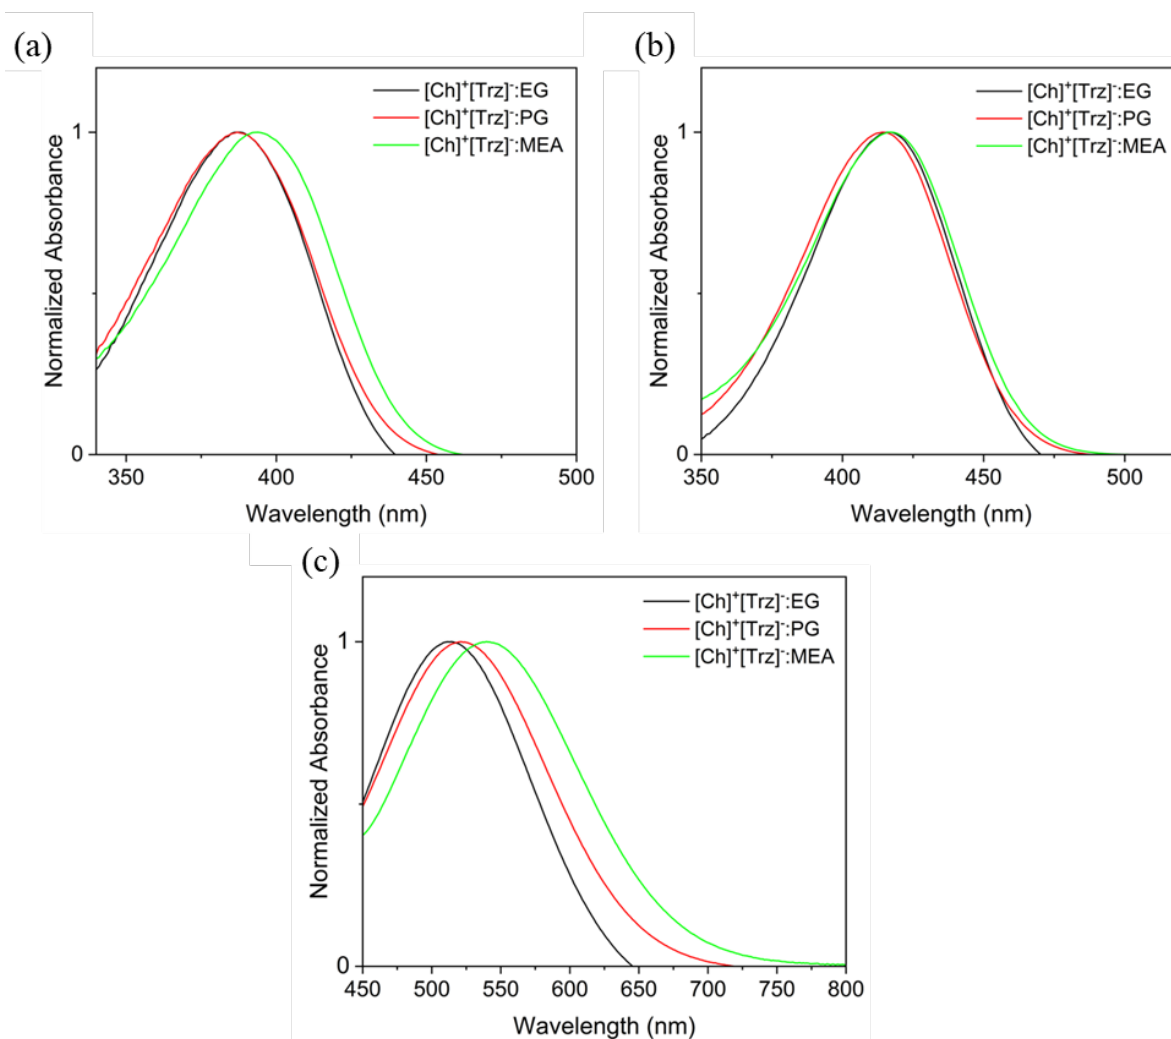 (a)
[Ch]⁺[Trz]⁻:EG
[Ch]⁺[Trz]⁻:PG
[Ch]⁺[Trz]⁻:MEA
1
0
Normalized Absorbance
350
400
450
500
Wavelength (nm)
(b)
[Ch]⁺[Trz]⁻:EG
[Ch]⁺[Trz]⁻:PG
[Ch]⁺[Trz]⁻:MEA
1
0
Normalized Absorbance
350
400
450
500
Wavelength (nm)
(c)
[Ch]⁺[Trz]⁻:EG
[Ch]⁺[Trz]⁻:PG
[Ch]⁺[Trz]⁻:MEA
1
0
Normalized Absorbance
450
500
550
600
650
700
750
800
Wavelength (nm)